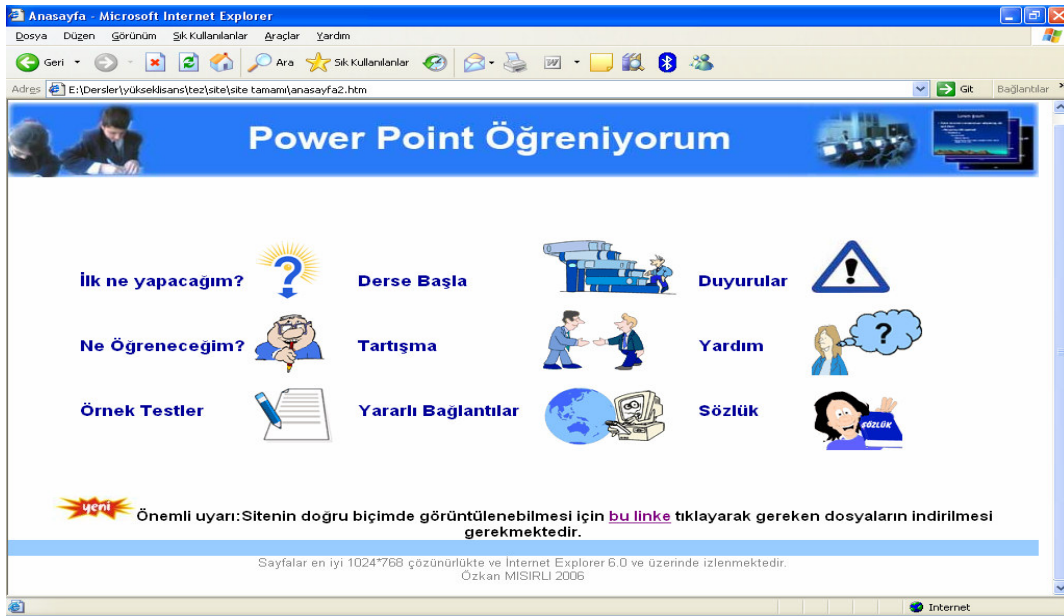 Anasayfa - Microsoft Internet Explorer
Dosya Düzen Görünüm Sık Kullanılanlar Araçlar Yardım
Geri Ara Sık Kullanılanlar
Adres E:\Dersler\yükseklisans\tez\site\site tamamı\anasayfa2.htm Git Bağlantılar
Power Point Öğreniyorum
İlk ne yapacağım? Derse Başla Duyurular
Ne Öğreneceğim? Tartışma Yardım
Örnek Testler Yararlı Bağlantılar Sözlük
SÖZLÜK
yeni
Önemli uyarı:Sitenin doğru biçimde görüntülenebilmesi için bu linke tıklayarak gereken dosyaların indirilmesi
gerekmektedir.
Sayfalar en iyi 1024*768 çözünürlükte ve İnternet Explorer 6.0 ve üzerinde izlenmektedir.
Özkan MISIRLI 2006
Internet